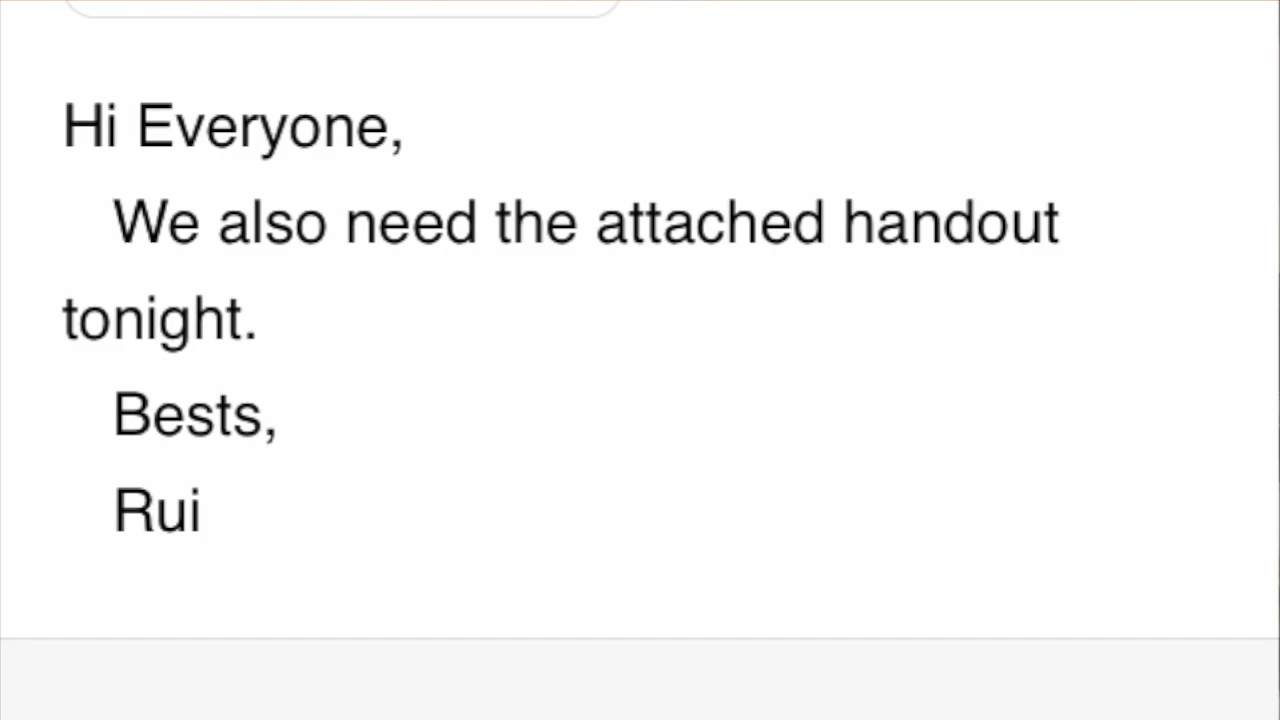 Hi Everyone,
We also need the attached handout
tonight.
Bests,
Rui